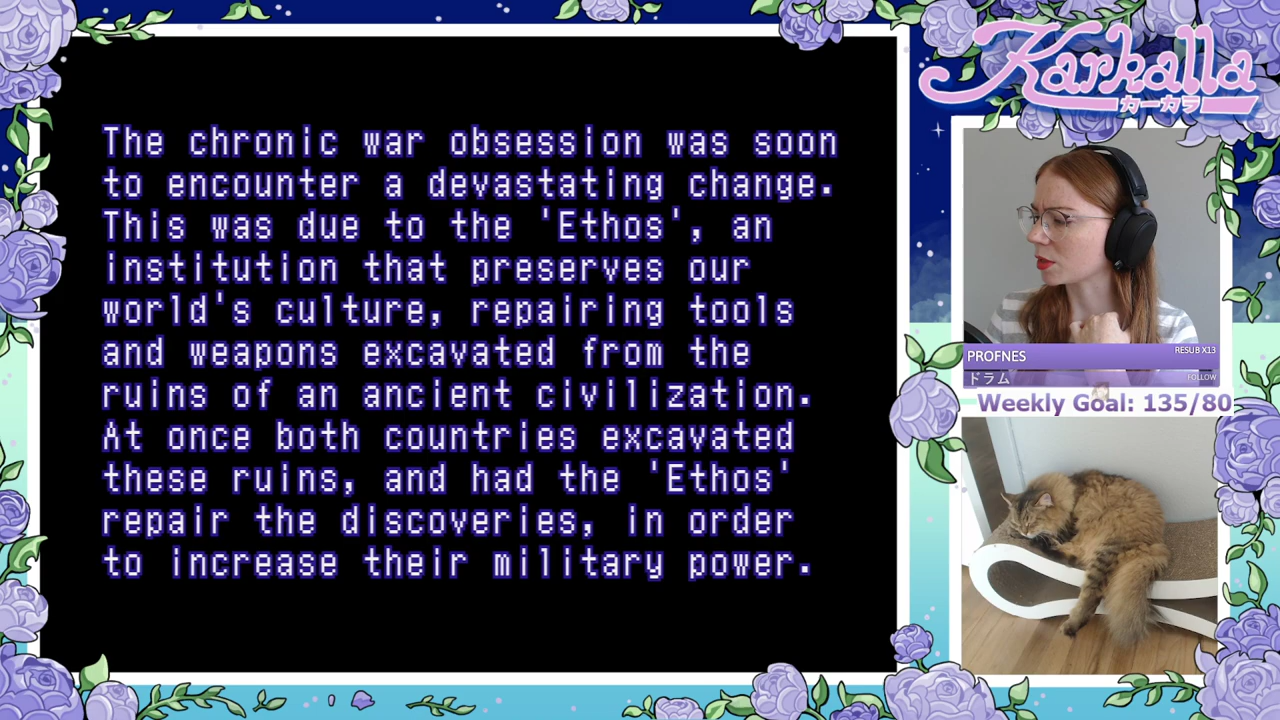 The chronic war obsession was soon
to encounter a devastating change.
This was due to the 'Ethos', an
institution that preserves our
world's culture, repairing tools
and weapons excavated from the
ruins of an ancient civilization.
At once both countries excavated
these ruins, and had the 'Ethos'
repair the discoveries, in order
to increase their military power.
Karkalla
カーカラ
PROFNES
RESUB X13
ドラム
FOLLOW
Weekly Goal: 135/80